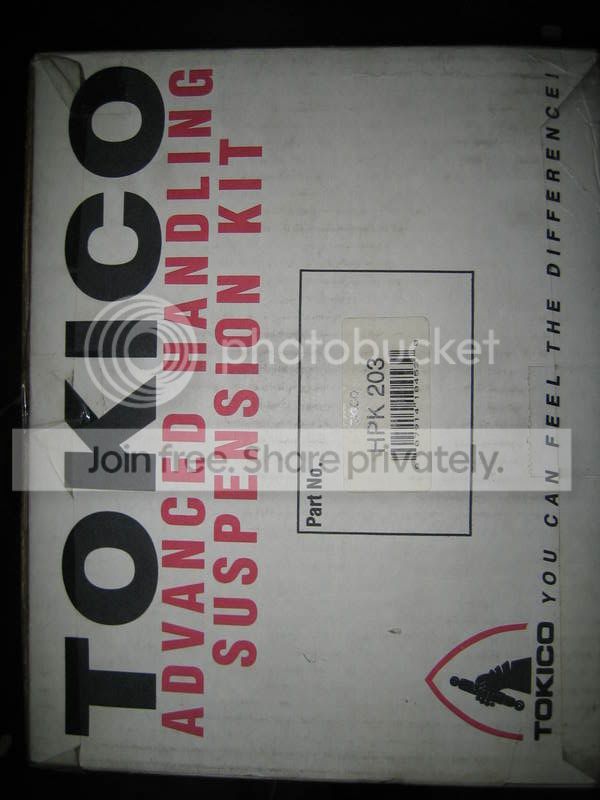 TOKICO
ADVANCED HANDLING
SUSPENSION KIT
Part No.
HPK 203
TOKICO YOU CAN FEEL THE DIFFERENCE!
photobucket
Join free. Share privately.